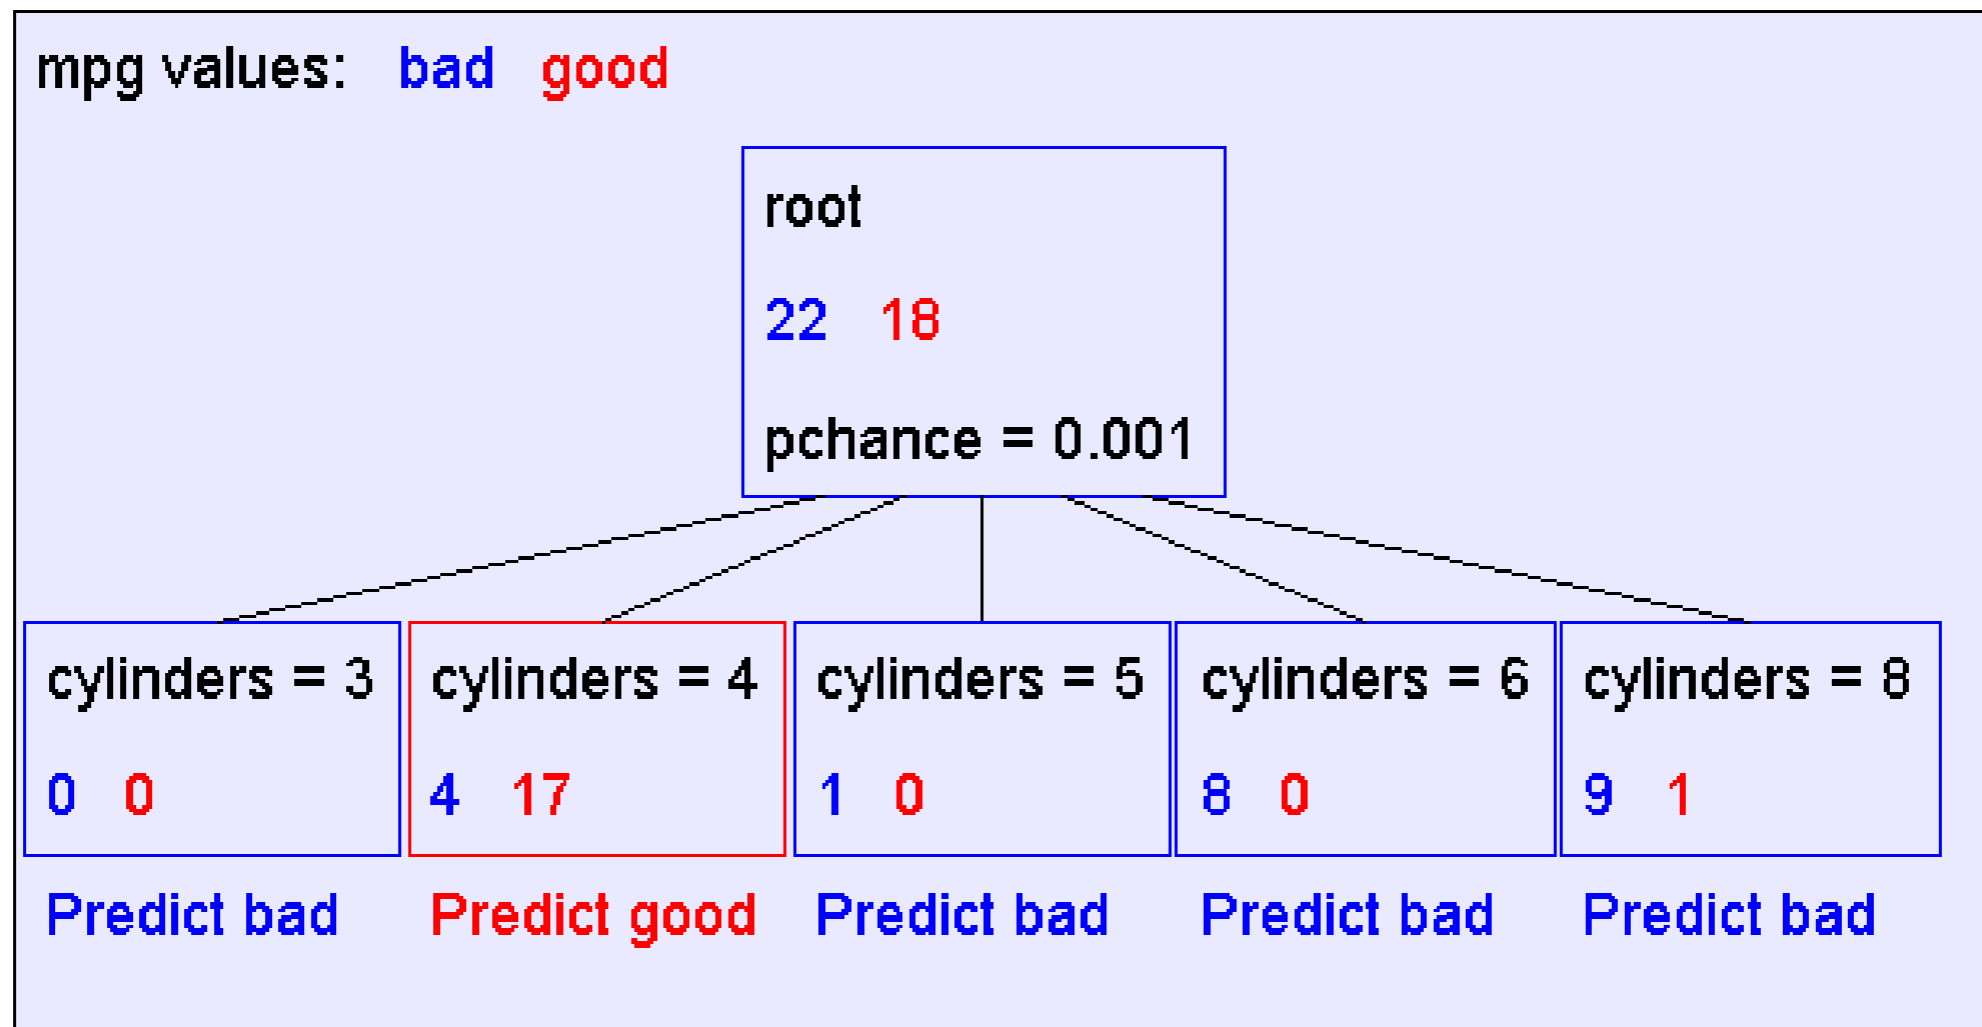 mpg values: bad good
root
22 18
pchance = 0.001
cylinders = 3 cylinders = 4 cylinders = 5 cylinders = 6 cylinders = 8
0 0 4 17 1 0 8 0 9 1
Predict bad Predict good Predict bad Predict bad Predict bad